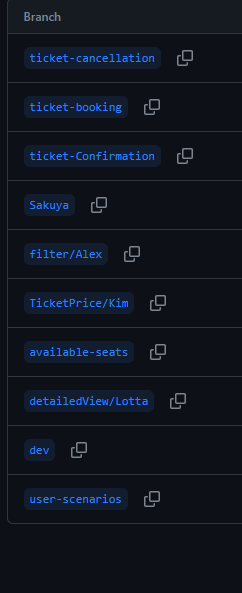 Branch
ticket-cancellation
ticket-booking
ticket-Confirmation
Sakuya
filter/Alex
TicketPrice/Kim
available-seats
detailedView/Lotta
dev
user-scenarios